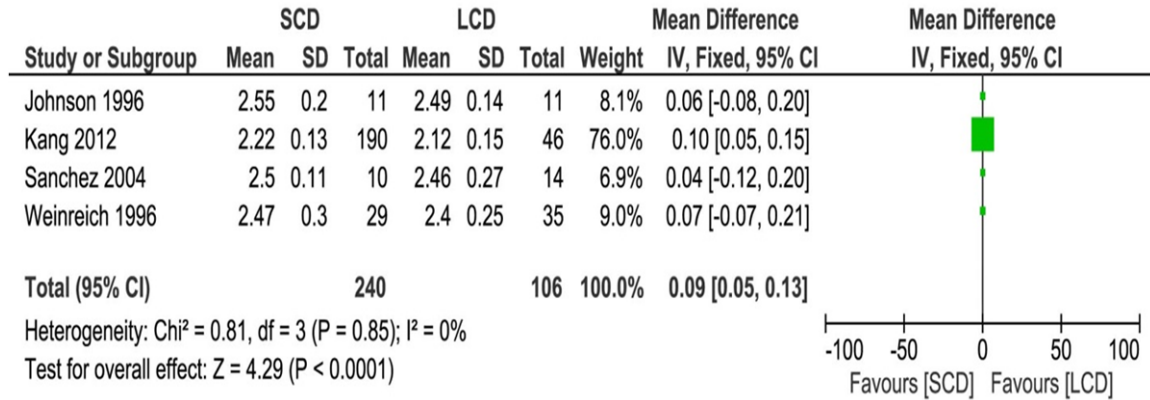 SCD LCD Mean Difference Mean Difference
Study or Subgroup Mean SD Total Mean SD Total Weight IV, Fixed, 95% CI IV, Fixed, 95% CI
Johnson 1996 2.55 0.2 11 2.49 0.14 11 8.1% 0.06 [-0.08, 0.20]
Kang 2012 2.22 0.13 190 2.12 0.15 46 76.0% 0.10 [0.05, 0.15]
Sanchez 2004 2.5 0.11 10 2.46 0.27 14 6.9% 0.04 [-0.12, 0.20]
Weinreich 1996 2.47 0.3 29 2.4 0.25 35 9.0% 0.07 [-0.07, 0.21]
Total (95% CI) 240 106 100.0% 0.09 [0.05, 0.13]
Heterogeneity: Chi² = 0.81, df = 3 (P = 0.85); I² = 0%
Test for overall effect: Z = 4.29 (P < 0.0001)
-100 -50 0 50 100
Favours [SCD] Favours [LCD]